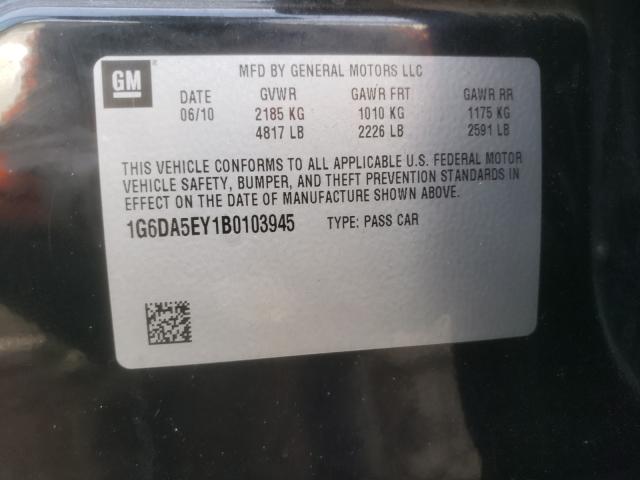 GM
MFD BY GENERAL MOTORS LLC
DATE GVWR GAWR FRT GAWR RR
06/10 2185 KG 1010 KG 1175 KG
4817 LB 2226 LB 2591 LB
THIS VEHICLE CONFORMS TO ALL APPLICABLE U.S. FEDERAL MOTOR
VEHICLE SAFETY, BUMPER, AND THEFT PREVENTION STANDARDS IN
EFFECT ON THE DATE OF MANUFACTURE SHOWN ABOVE.
1G6DA5EY1B0103945 TYPE: PASS CAR